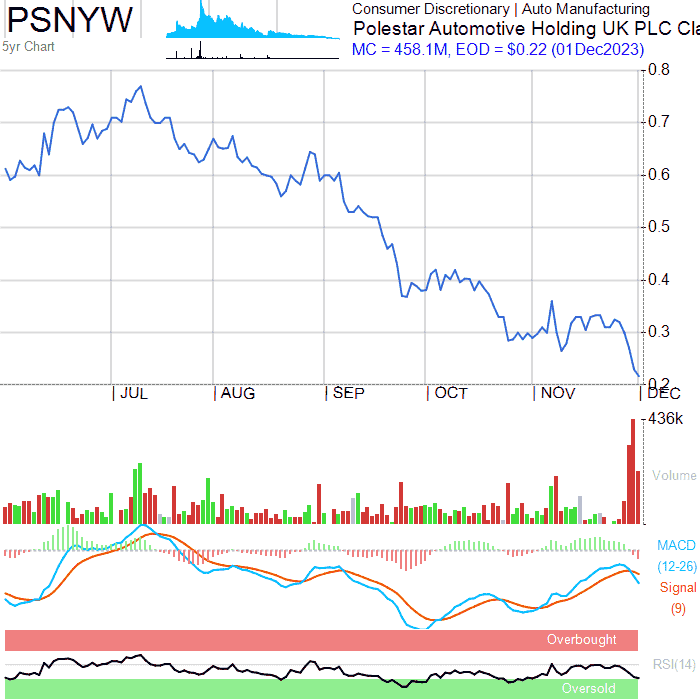 PSNYW
5yr Chart
Consumer Discretionary | Auto Manufacturing
Polestar Automotive Holding UK PLC Cla
MC = 458.1M, EOD = $0.22 (01Dec2023)
0.8
0.7
0.6
0.5
0.4
0.3
0.2
JUL AUG SEP OCT NOV DEC
436k
Volume
MACD
(12-26)
Signal
(9)
Overbought
RSI(14)
Oversold